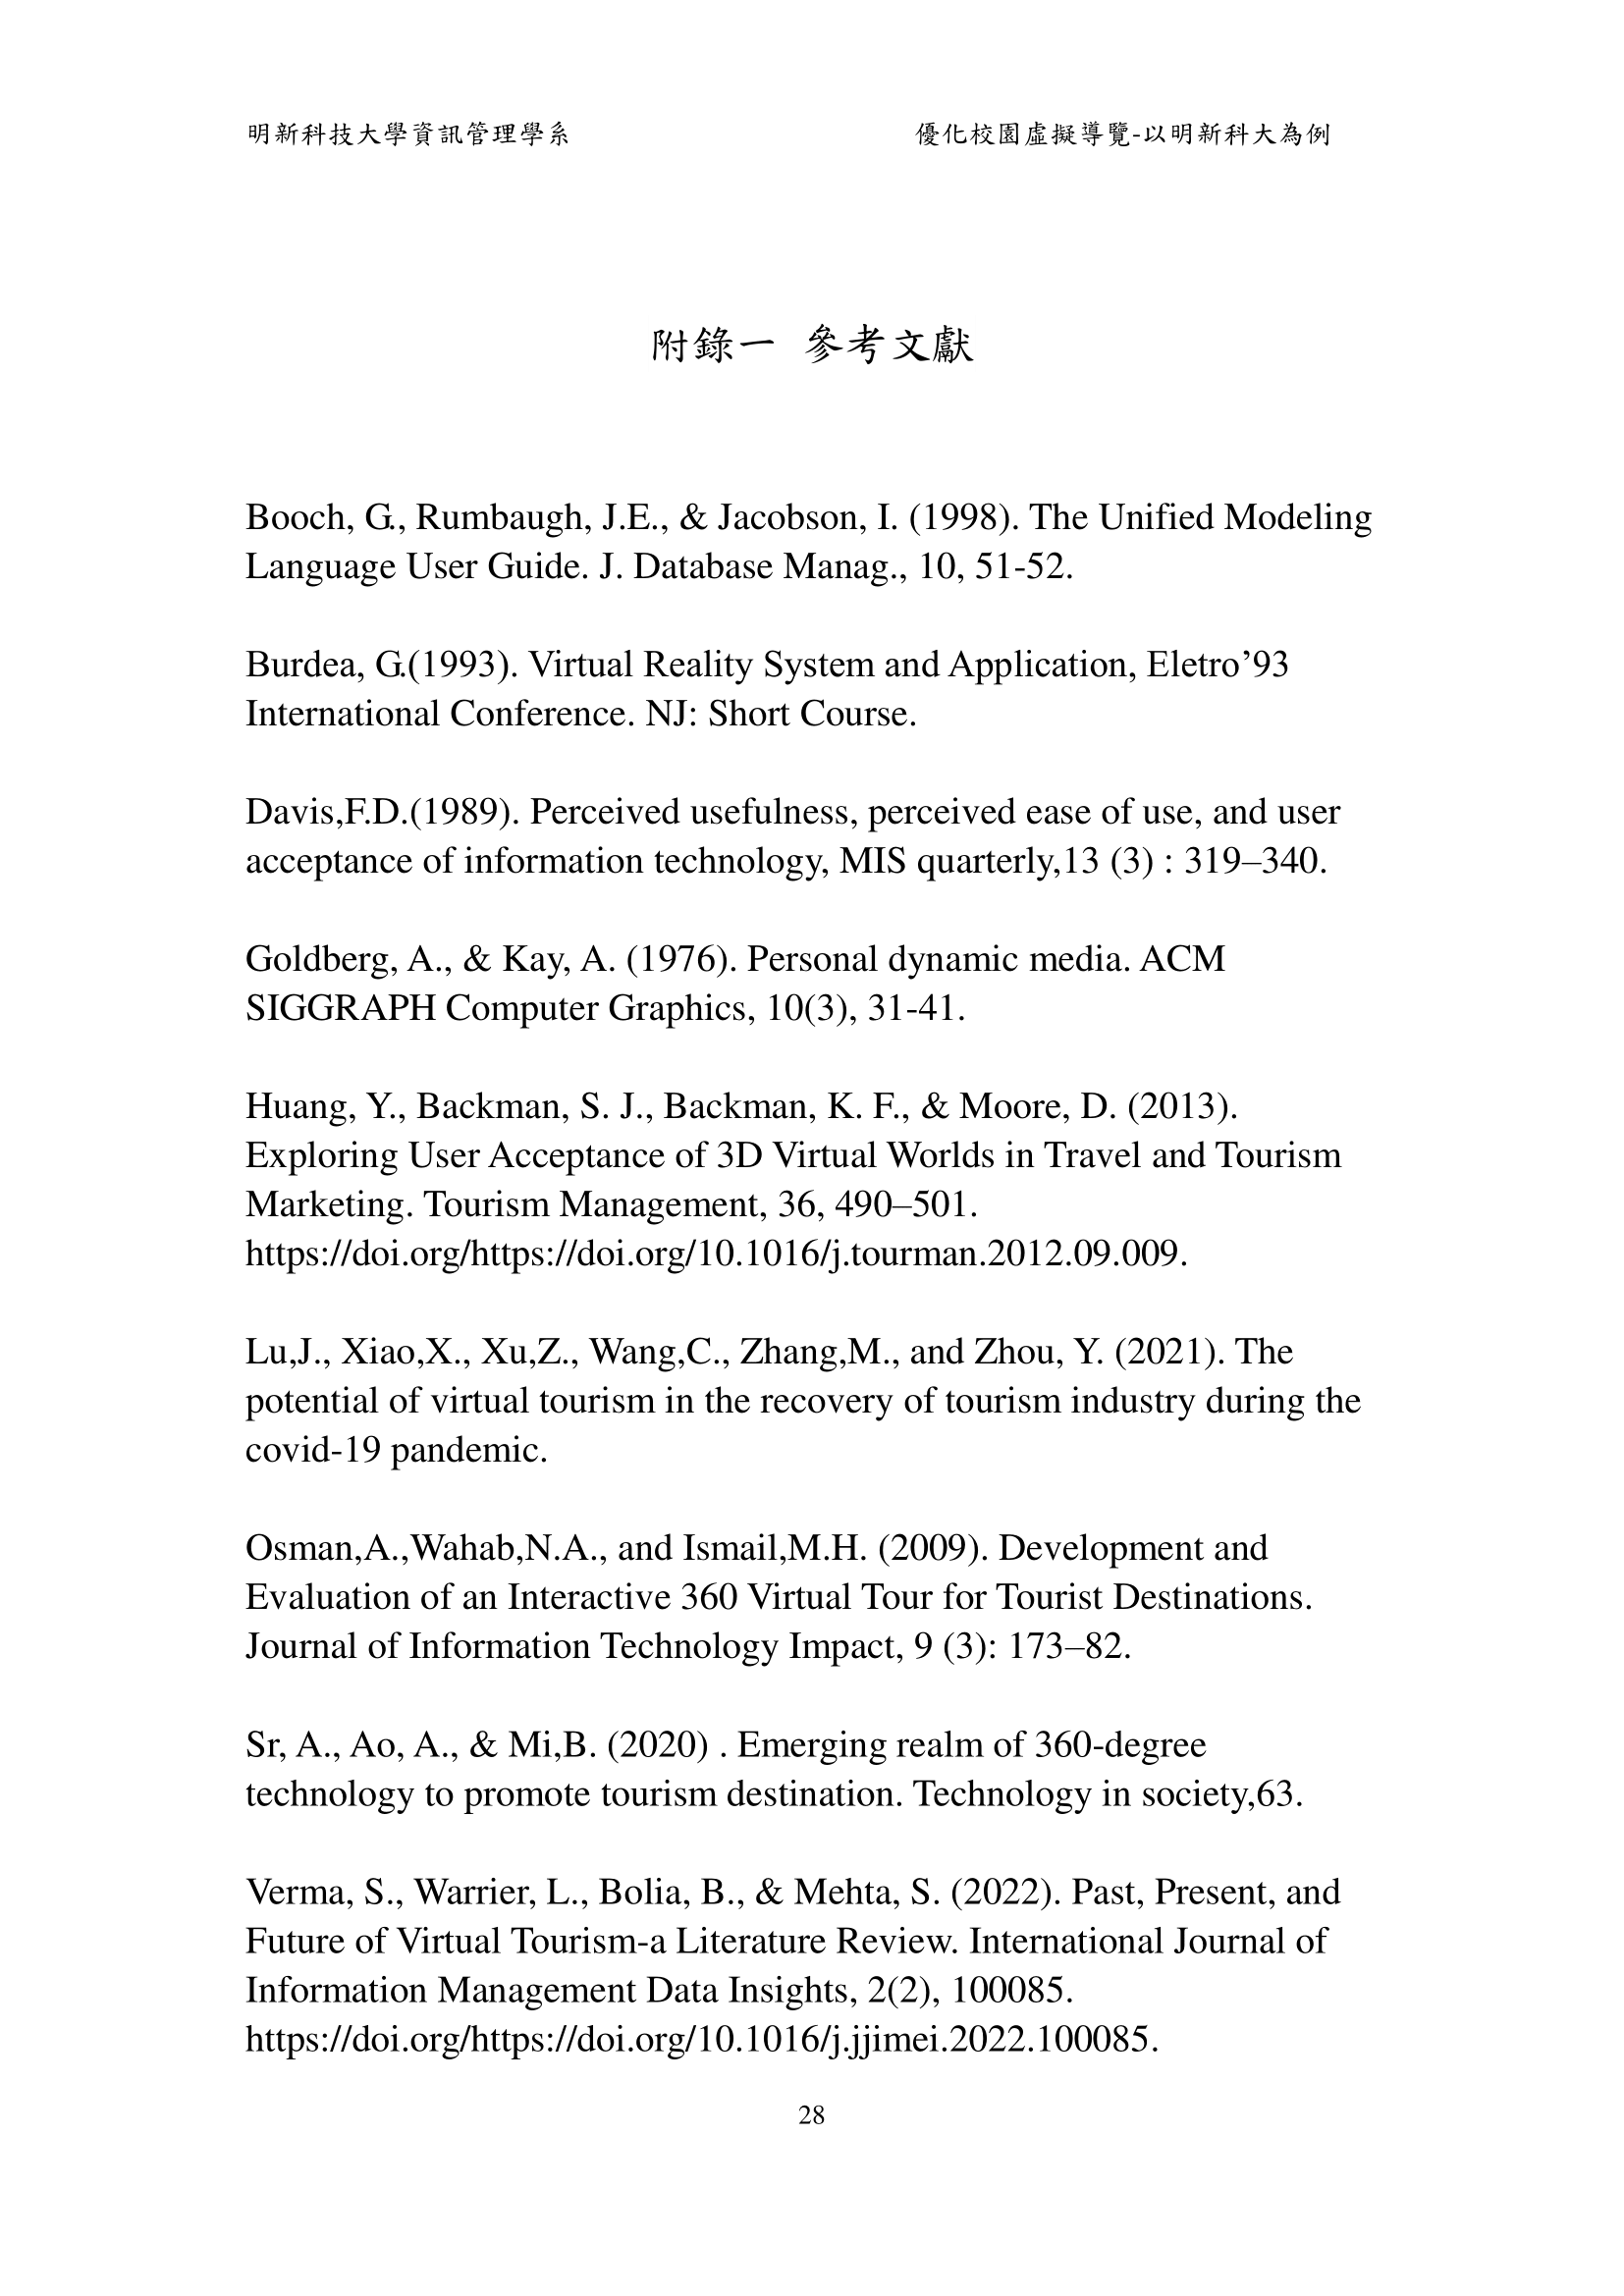 明新科技大學資訊管理學系 優化校園虛擬導覽-以明新科大為例
附錄一 參考文獻
Booch, G., Rumbaugh, J.E., & Jacobson, I. (1998). The Unified Modeling
Language User Guide. J. Database Manag., 10, 51-52.
Burdea, G.(1993). Virtual Reality System and Application, Eletro’93
International Conference. NJ: Short Course.
Davis,F.D.(1989). Perceived usefulness, perceived ease of use, and user
acceptance of information technology, MIS quarterly,13 (3) : 319–340.
Goldberg, A., & Kay, A. (1976). Personal dynamic media. ACM
SIGGRAPH Computer Graphics, 10(3), 31-41.
Huang, Y., Backman, S. J., Backman, K. F., & Moore, D. (2013).
Exploring User Acceptance of 3D Virtual Worlds in Travel and Tourism
Marketing. Tourism Management, 36, 490–501.
https://doi.org/https://doi.org/10.1016/j.tourman.2012.09.009.
Lu,J., Xiao,X., Xu,Z., Wang,C., Zhang,M., and Zhou, Y. (2021). The
potential of virtual tourism in the recovery of tourism industry during the
covid-19 pandemic.
Osman,A.,Wahab,N.A., and Ismail,M.H. (2009). Development and
Evaluation of an Interactive 360 Virtual Tour for Tourist Destinations.
Journal of Information Technology Impact, 9 (3): 173–82.
Sr, A., Ao, A., & Mi,B. (2020) . Emerging realm of 360-degree
technology to promote tourism destination. Technology in society,63.
Verma, S., Warrier, L., Bolia, B., & Mehta, S. (2022). Past, Present, and
Future of Virtual Tourism-a Literature Review. International Journal of
Information Management Data Insights, 2(2), 100085.
https://doi.org/https://doi.org/10.1016/j.jjimei.2022.100085.
28